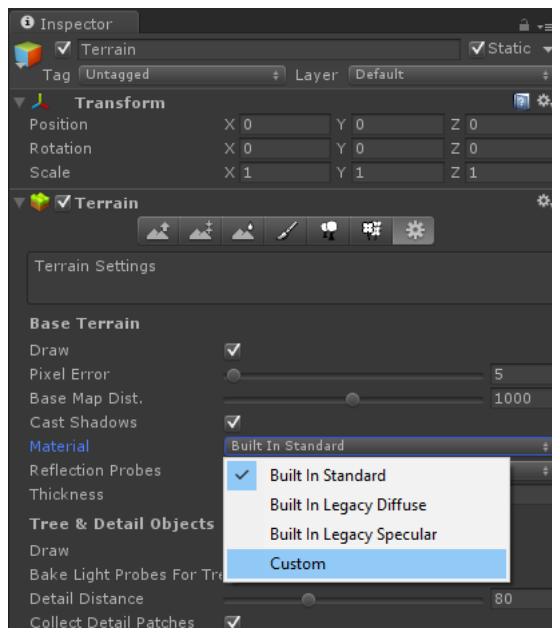 Inspector
Terrain Static
Tag Untagged Layer Default
Transform
Position X 0 Y 0 Z 0
Rotation X 0 Y 0 Z 0
Scale X 1 Y 1 Z 1
Terrain
Terrain Settings
Base Terrain
Draw
Pixel Error 5
Base Map Dist. 1000
Cast Shadows
Material Built In Standard
Reflection Probes
Built In Standard
Thickness
Built In Legacy Diffuse
Tree & Detail Objects
Built In Legacy Specular
Draw
Custom
Bake Light Probes For Tre
Detail Distance 80
Collect Detail Patches